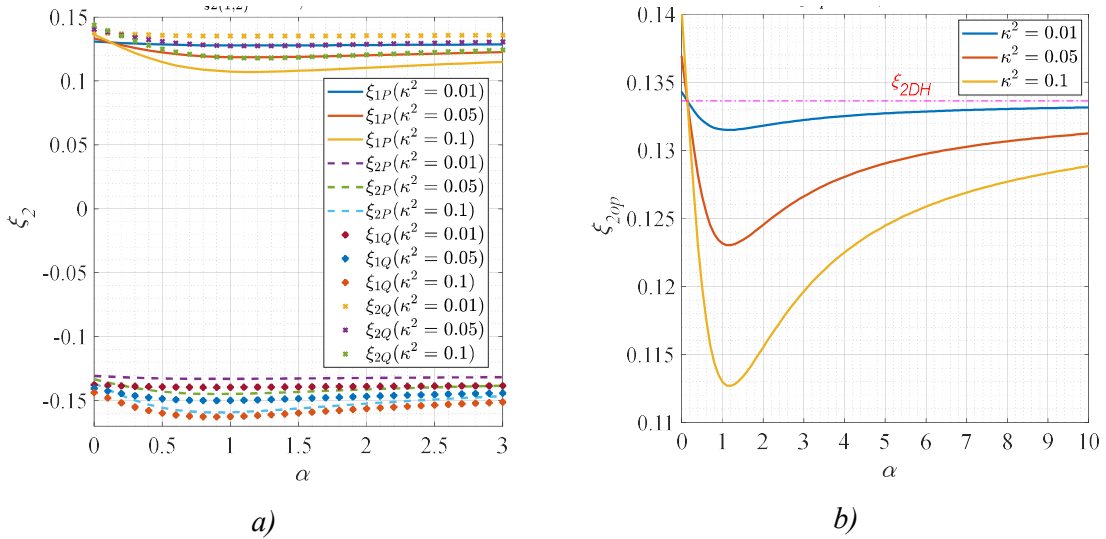 0.15
0.1
0.05
0
-0.05
-0.1
-0.15
ξ₂
0 0.5 1 1.5 2 2.5 3
α
ξ₁P(κ² = 0.01)
ξ₁P(κ² = 0.05)
ξ₁P(κ² = 0.1)
ξ₂P(κ² = 0.01)
ξ₂P(κ² = 0.05)
ξ₂P(κ² = 0.1)
ξ₁Q(κ² = 0.01)
ξ₁Q(κ² = 0.05)
ξ₁Q(κ² = 0.1)
ξ₂Q(κ² = 0.01)
ξ₂Q(κ² = 0.05)
ξ₂Q(κ² = 0.1)
a)
0.14
0.135
0.13
0.125
0.12
0.115
0.11
ξ₂op
0 1 2 3 4 5 6 7 8 9 10
α
κ² = 0.01
κ² = 0.05
κ² = 0.1
ξ₂DH
b)